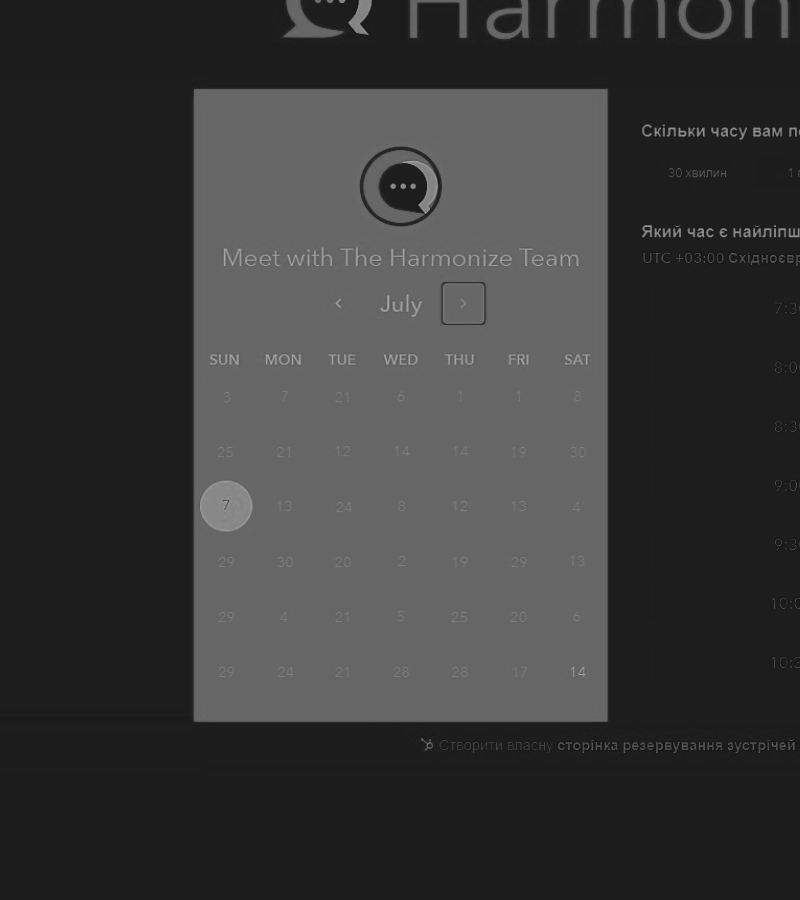 Harmon
Meet with The Harmonize Team
July
SUN MON TUE WED THU FRI SAT
3 7 21 6 1 1 8
25 21 12 14 14 19 30
7 13 24 8 12 13 4
29 30 20 2 19 29 13
29 4 21 5 25 20 6
29 24 21 28 28 17 14
Скільки часу вам по
30 хвилин 1
Який час є найліпш
UTC +03:00 Східноєвр
7:3
8:0
8:3
9:0
9:3
10:0
10:3
Створити власну сторінка резервування зустрічей